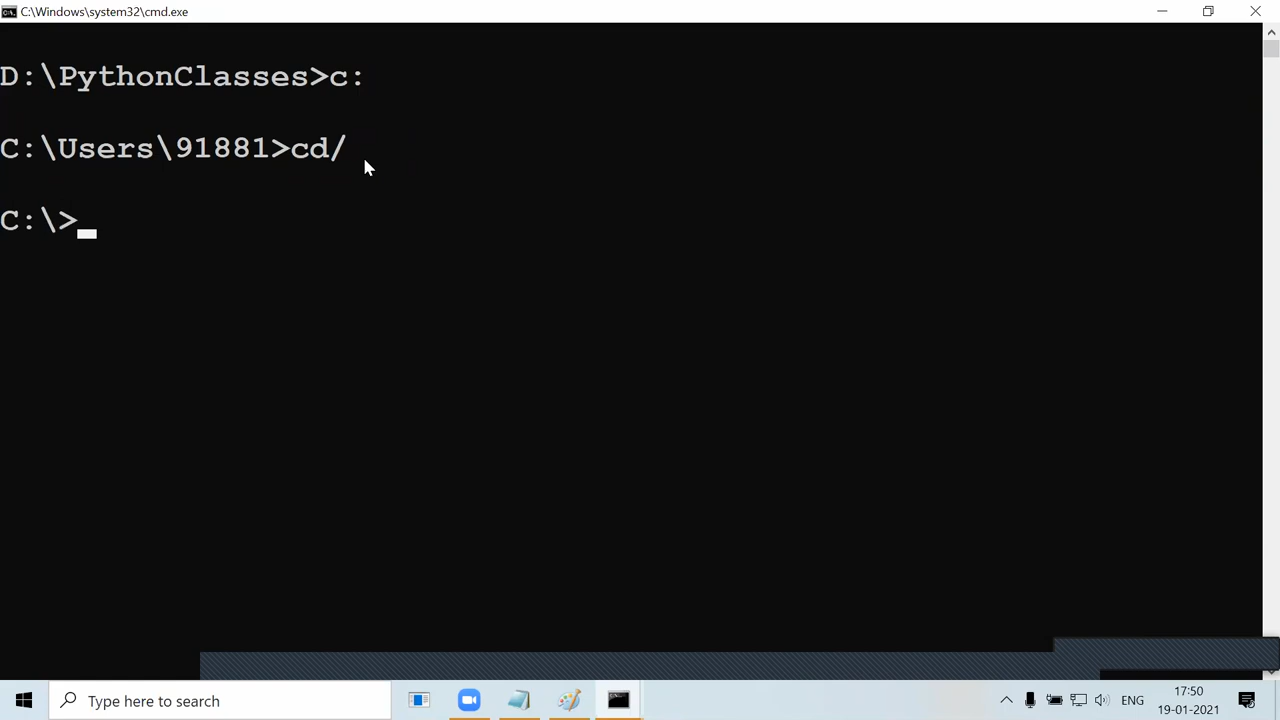 C:\Windows\system32\cmd.exe
D:\PythonClasses>c:
C:\Users\91881>cd/
C:\>
Type here to search
ENG
17:50
19-01-2021